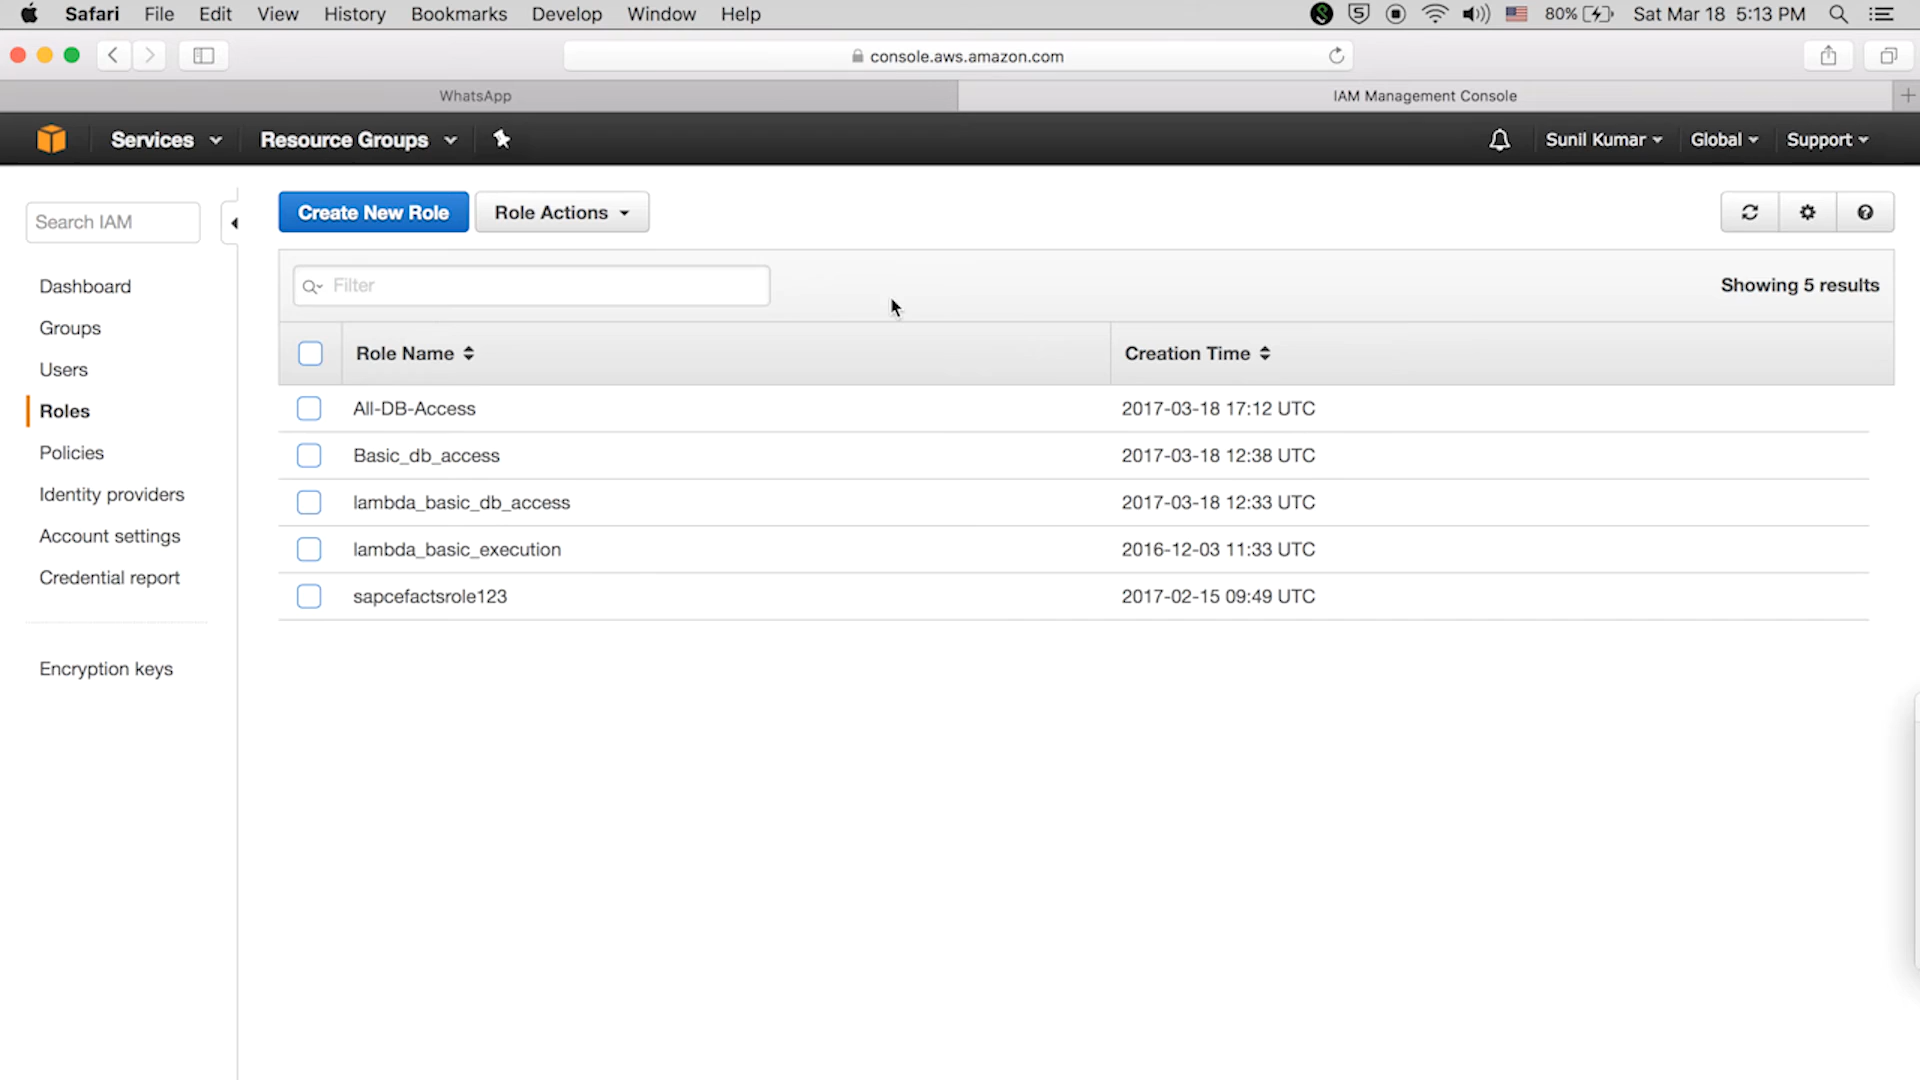 Safari File Edit View History Bookmarks Develop Window Help 80% Sat Mar 18 5:13 PM
console.aws.amazon.com
WhatsApp IAM Management Console
Services Resource Groups Sunil Kumar Global Support
Search IAM
Create New Role Role Actions
Filter Showing 5 results
Dashboard
Groups
Users
Roles
Policies
Identity providers
Account settings
Credential report
Encryption keys
Role Name Creation Time
All-DB-Access 2017-03-18 17:12 UTC
Basic_db_access 2017-03-18 12:38 UTC
lambda_basic_db_access 2017-03-18 12:33 UTC
lambda_basic_execution 2016-12-03 11:33 UTC
sapcefactsrole123 2017-02-15 09:49 UTC